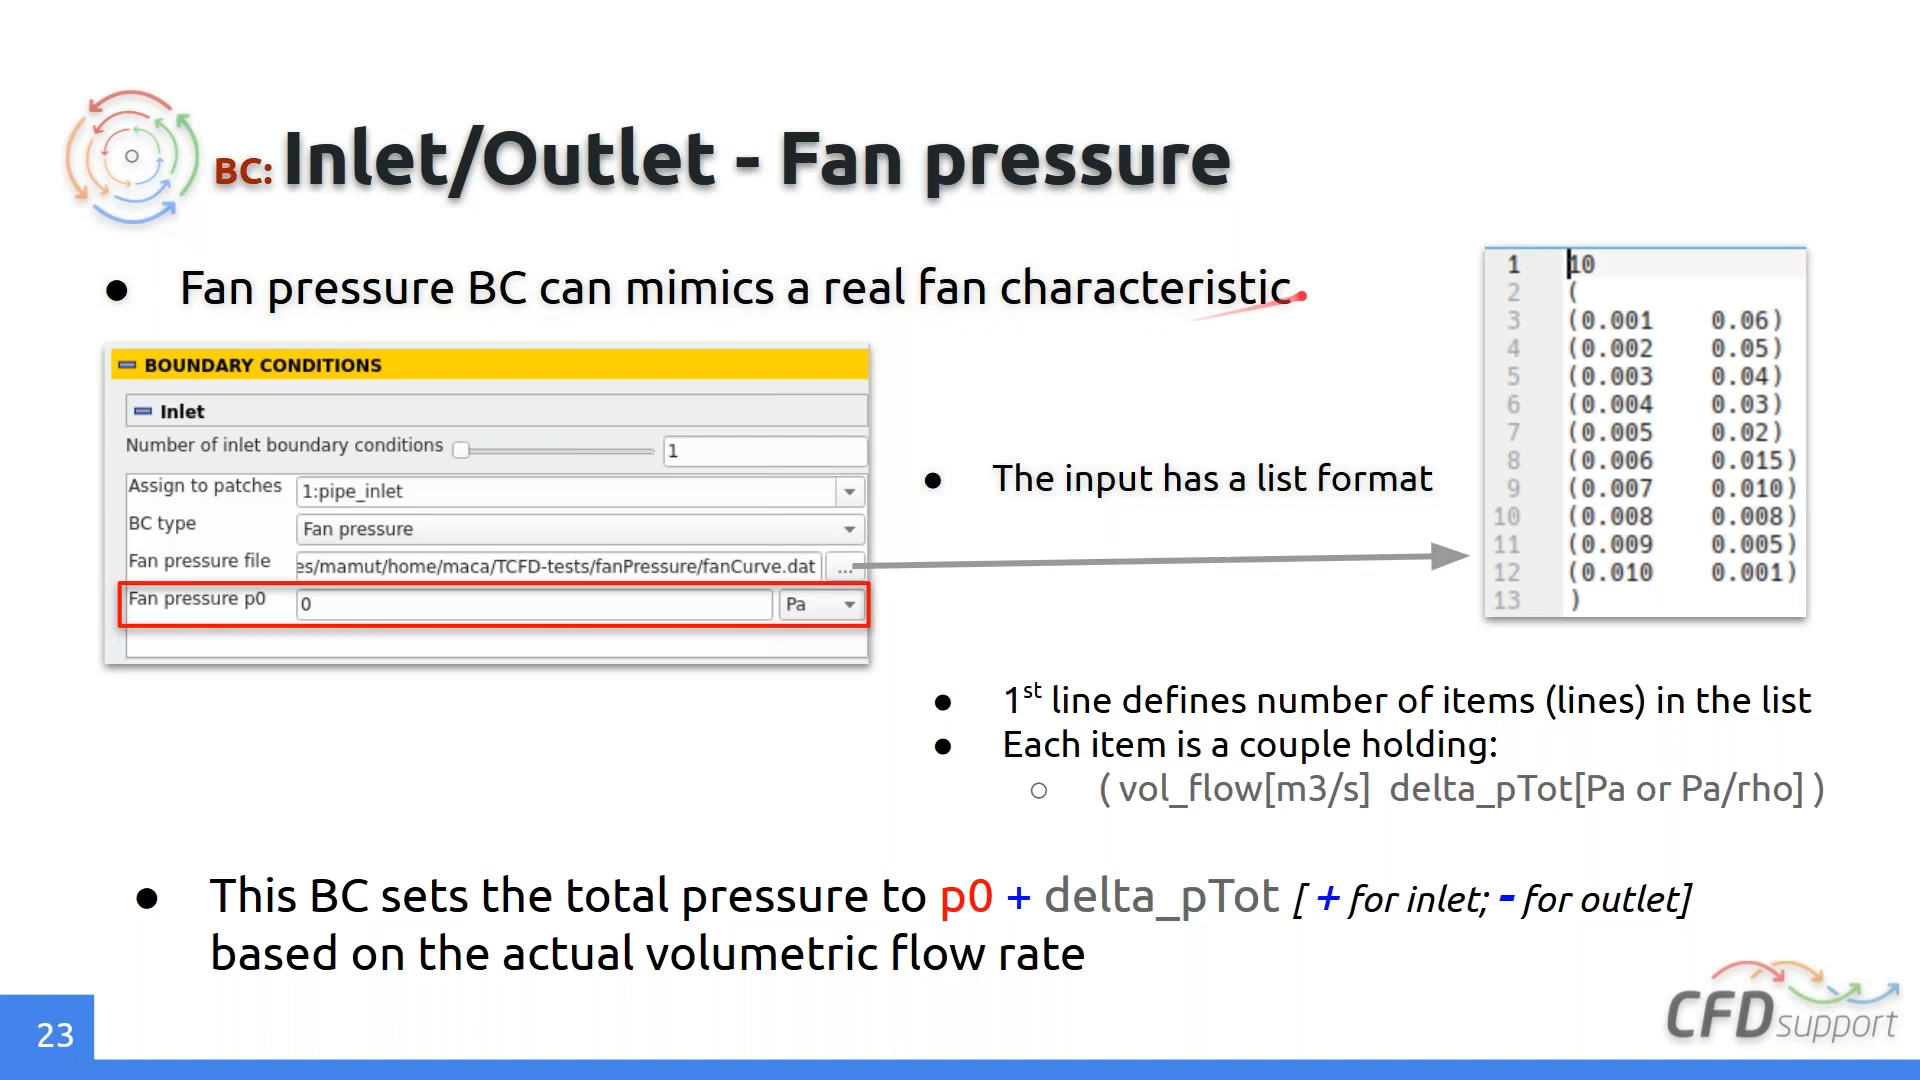 BC: Inlet/Outlet - Fan pressure
● Fan pressure BC can mimics a real fan characteristic.
BOUNDARY CONDITIONS
Inlet
Number of inlet boundary conditions 1
Assign to patches 1:pipe_inlet
BC type Fan pressure
Fan pressure file es/mamut/home/maca/TCFD-tests/fanPressure/fanCurve.dat ...
Fan pressure p0 0 Pa
● The input has a list format
1 10
2 (
3 (0.001 0.06)
4 (0.002 0.05)
5 (0.003 0.04)
6 (0.004 0.03)
7 (0.005 0.02)
8 (0.006 0.015)
9 (0.007 0.010)
10 (0.008 0.008)
11 (0.009 0.005)
12 (0.010 0.001)
13 )
● 1st line defines number of items (lines) in the list
● Each item is a couple holding:
○ ( vol_flow[m3/s] delta_pTot[Pa or Pa/rho] )
● This BC sets the total pressure to p0 + delta_pTot [ + for inlet; - for outlet]
based on the actual volumetric flow rate
23
CFD support